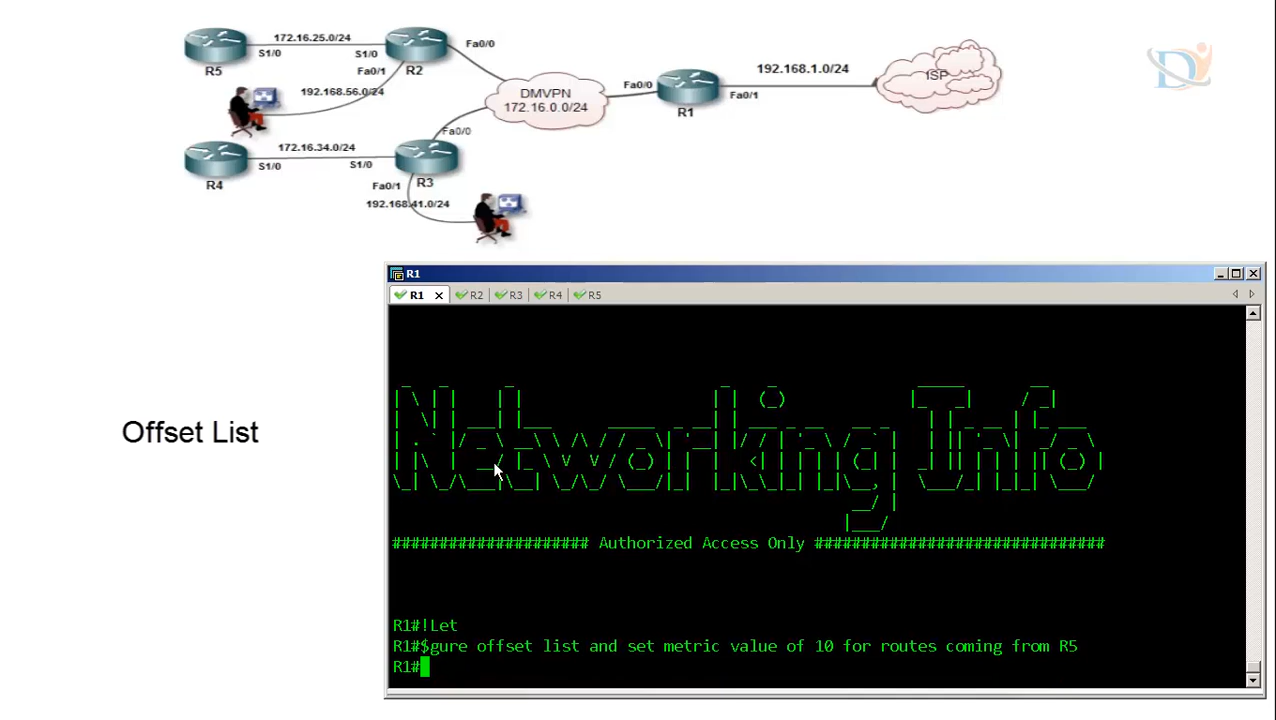 172.16.25.0/24
S1/0
S1/0
R5
R2
Fa0/0
Fa0/1
192.168.56.0/24
DMVPN
172.16.0.0/24
Fa0/0
R1
Fa0/1
192.168.1.0/24
ISP
Fa0/0
172.16.34.0/24
S1/0
S1/0
R4
R3
Fa0/1
192.168.41.0/24
Offset List
R1
R1
R2
R3
R4
R5
Networking Info
##################### Authorized Access Only ###############################
R1#!Let
R1#$gure offset list and set metric value of 10 for routes coming from R5
R1#